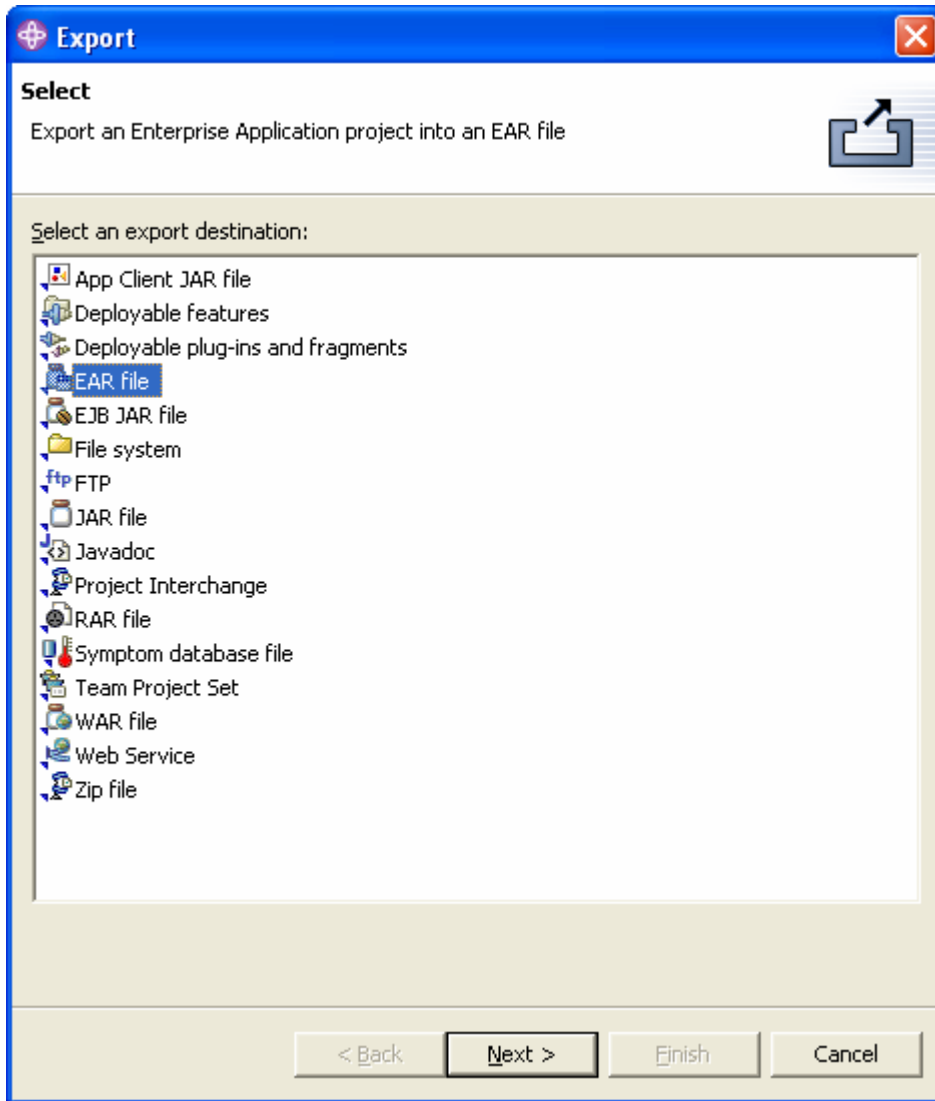 Export
Select
Export an Enterprise Application project into an EAR file
Select an export destination:
App Client JAR file
Deployable features
Deployable plug-ins and fragments
EAR file
EJB JAR file
File system
ftp FTP
JAR file
Javadoc
Project Interchange
RAR file
Symptom database file
Team Project Set
WAR file
Web Service
Zip file
< Back Next > Finish Cancel